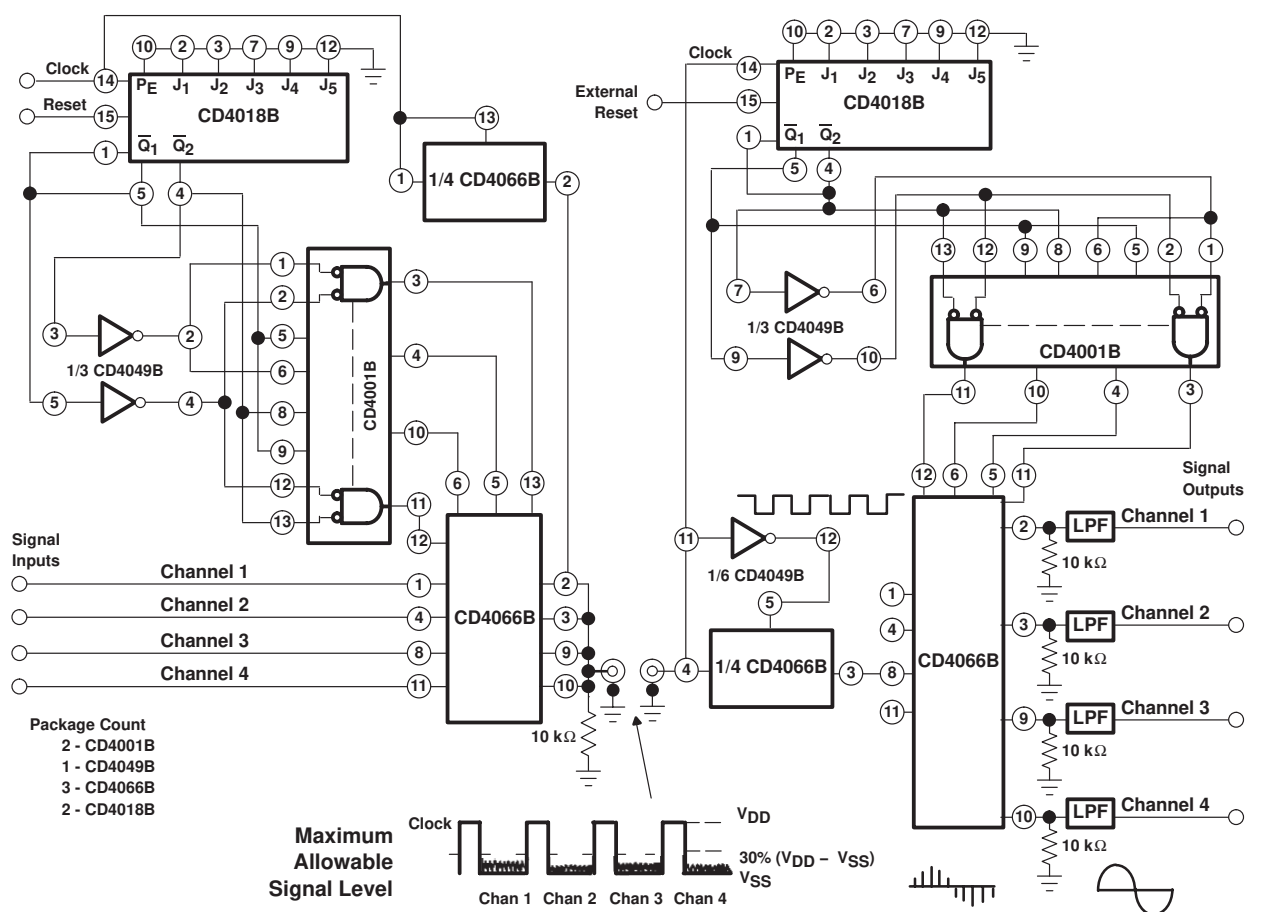 10 2 3 7 9 12
Clock 14 PE J1 J2 J3 J4 J5
Reset 15 CD4018B
1 Q̅1 Q̅2
5 4
13
1 1/4 CD4066B 2
1 3
2
3 2 5 4
1/3 CD4049B 6
5 4 8 CD4001B
9 10
12
13 11
6 5 13
12
Signal
Inputs
Channel 1 1 2
Channel 2 4 CD4066B 3
Channel 3 8 9
Channel 4 11 10
10 kΩ
Package Count
2 - CD4001B
1 - CD4049B
3 - CD4066B
2 - CD4018B
Maximum
Allowable
Signal Level
Clock VDD
30% (VDD – VSS)
VSS
Chan 1 Chan 2 Chan 3 Chan 4
10 2 3 7 9 12
Clock 14 PE J1 J2 J3 J4 J5
External
Reset 15 CD4018B
1 Q̅1 Q̅2
5 4
13 12 9 8 6 5 2 1
7 6
1/3 CD4049B
9 10 CD4001B
11 10 4 3
12 6 5 11
11 12
1/6 CD4049B
5
4 1/4 CD4066B 3
1
4
8 CD4066B
11
Signal
Outputs
2 LPF Channel 1
10 kΩ
3 LPF Channel 2
10 kΩ
9 LPF Channel 3
10 kΩ
10 LPF Channel 4
10 kΩ